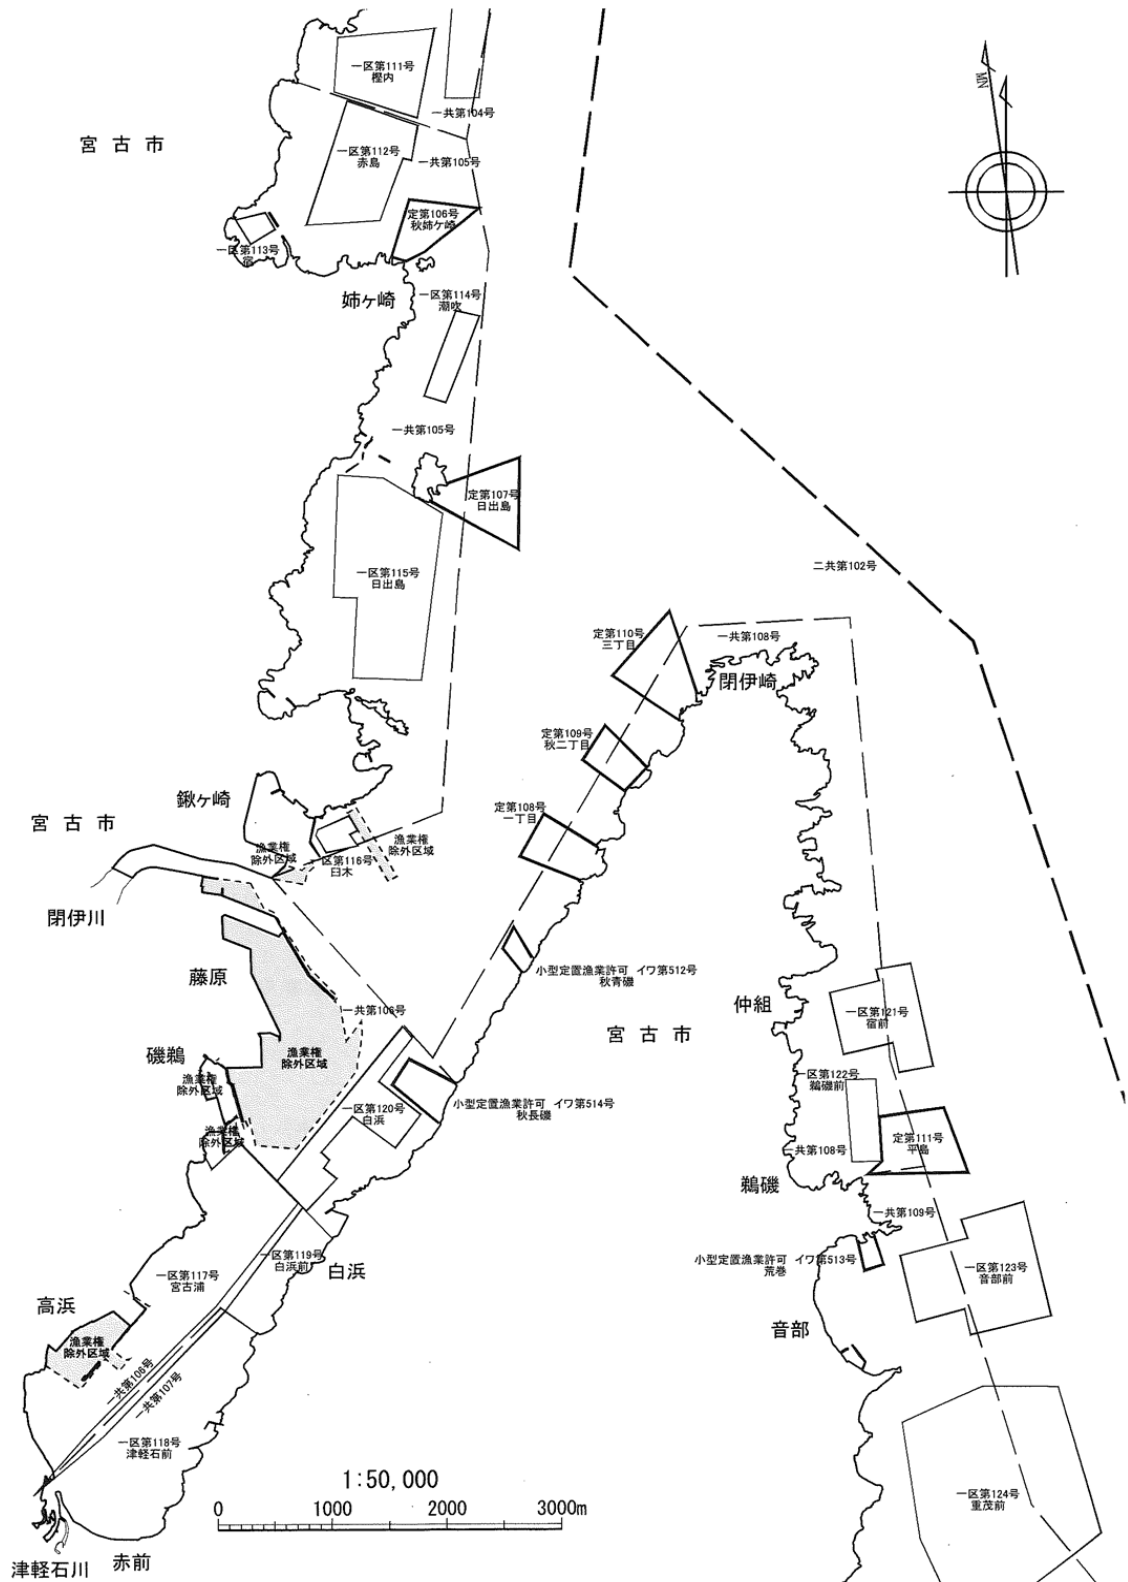 一区第111号
樫内
一共第104号
宮古市
一区第112号
赤島
一共第105号
MN
定第106号
秋姉ケ崎
一区第113号
宿
姉ヶ崎
一区第114号
潮吹
一共第105号
定第107号
日出島
一区第115号
日出島
二共第102号
定第110号
三丁目
一共第108号
閉伊崎
定第109号
秋二丁目
鍬ヶ崎
定第108号
一丁目
宮古市
漁業権
除外区域
漁業権
除外区域
区第116号
臼木
閉伊川
藤原
小型定置漁業許可 イワ第512号
秋青磯
仲組
一共第106号
一区第121号
宿前
宮古市
磯鶏
漁業権
除外区域
漁業権
除外区域
一区第122号
鵜磯前
一区第120号
白浜
小型定置漁業許可 イワ第514号
秋長磯
漁業権
除外区域
定第111号
平島
一共第108号
鵜磯
一共第109号
一区第119号
白浜前
白浜
小型定置漁業許可 イワ第513号
荒巻
一区第117号
宮古浦
一区第123号
音部前
高浜
音部
漁業権
除外区域
一共第106号
一共第107号
一区第118号
津軽石前
1:50,000
0 1000 2000 3000m
一区第124号
重茂前
津軽石川
赤前